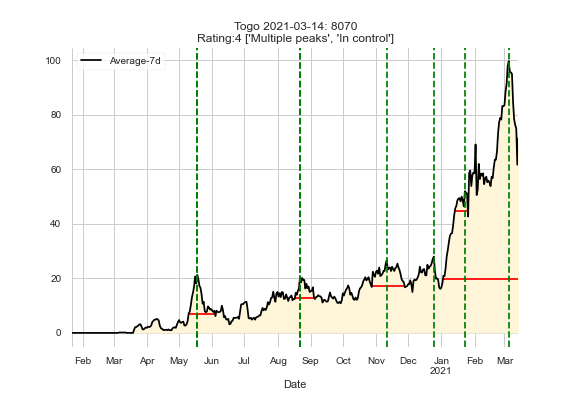 Togo 2021-03-14: 8070
Rating:4 ['Multiple peaks', 'In control']
Average-7d
100
80
60
40
20
0
Feb Mar Apr May Jun Jul Aug Sep Oct Nov Dec Jan Feb Mar
2021
Date